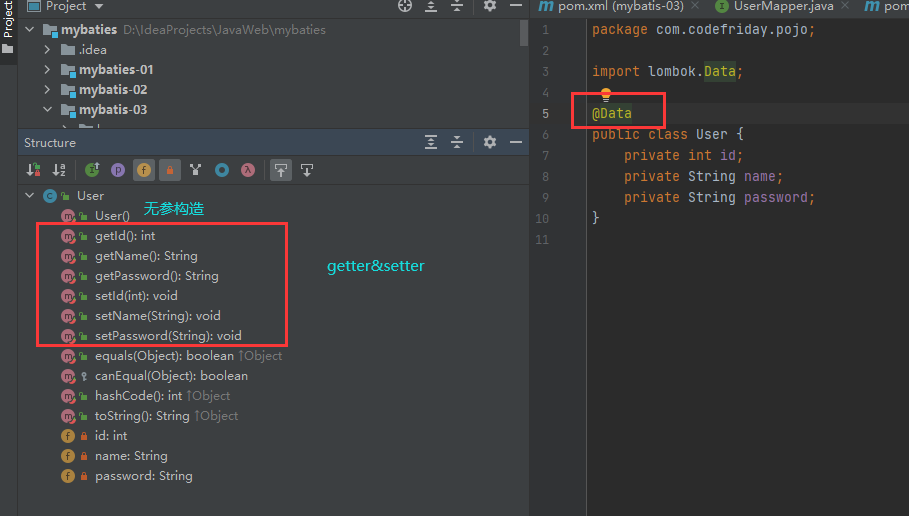 Project
mybaties D:\IdeaProjects\JavaWeb\mybaties
.idea
mybaties-01
mybatis-02
mybatis-03
Structure
User
User() 无参构造
getId(): int
getName(): String
getPassword(): String
setId(int): void
setName(String): void
setPassword(String): void
getter&setter
equals(Object): boolean ↑Object
canEqual(Object): boolean
hashCode(): int ↑Object
toString(): String ↑Object
id: int
name: String
password: String
Project
pom.xml (mybatis-03) UserMapper.java pom
1 package com.codefriday.pojo;
2
3 import lombok.Data;
4
5 @Data
6 public class User {
7 private int id;
8 private String name;
9 private String password;
10 }
11